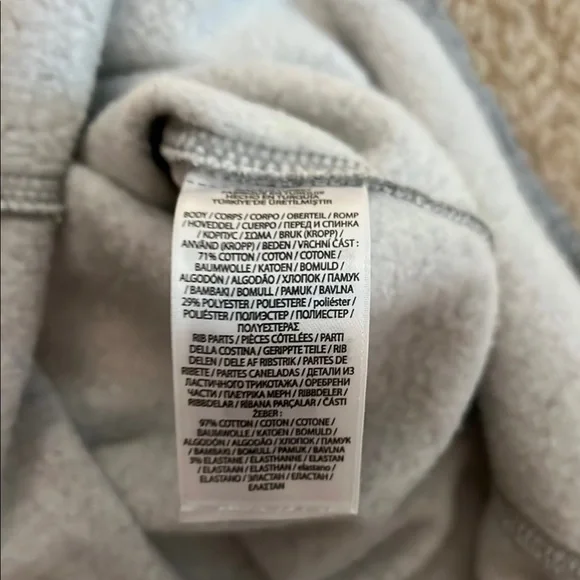 HECHO EN TURQUIA
TÜRKİYE'DE ÜRETİLMİŞTİR
BODY / CORPS / CORPO / OBERTEIL / ROMP
/ HOVEDDEL / CUERPO / ПЕРЕД И СПИНКА
/ КОРПУС / ΣΩΜΑ / BRUK (KROPP) /
ANVÄND (KROPP) / BEDEN / VRCHNÍ ČÁST :
71% COTTON / COTON / COTONE /
BAUMWOLLE / KATOEN / BOMULD /
ALGODÓN / ALGODÃO / ХЛОПОК / ПАМУК
/ ΒΑΜΒΑΚΙ / BOMULL / PAMUK / BAVLNA
29% POLYESTER / POLIESTERE / poliéster /
POLIÉSTER / ПОЛИЭСТЕР / ПОЛИЕСТЕР /
ΠΟΛΥΕΣΤΕΡΑΣ
RIB PARTS / PIÈCES CÔTELÉES / PARTI
DELLA COSTINA / GERIPPTE TEILE / RIB
DELEN / DELE AF RIBSTRIK / PARTES DE
RIBETE / PARTES CANELADAS / ДЕТАЛИ ИЗ
ЛАСТИЧНОГО ТРИКОТАЖА / ОРЕБРЕНИ
ЧАСТИ / ΠΛΕΥΡΙΚΑ ΜΕΡΗ / RIBBDELER /
RIBBDELAR / RİBANA PARÇALAR / ČÁSTI
ŽEBER :
97% COTTON / COTON / COTONE /
BAUMWOLLE / KATOEN / BOMULD /
ALGODÓN / ALGODÃO / ХЛОПОК / ПАМУК
/ ΒΑΜΒΑΚΙ / BOMULL / PAMUK / BAVLNA
3% ELASTANE / ELASTHANNE / ELASTAN
/ ELASTAAN / ELASTHAN / elastano /
ELASTANO / ЭЛАСТАН / ЕЛАСТАН /
ΕΛΑΣΤΑΝ